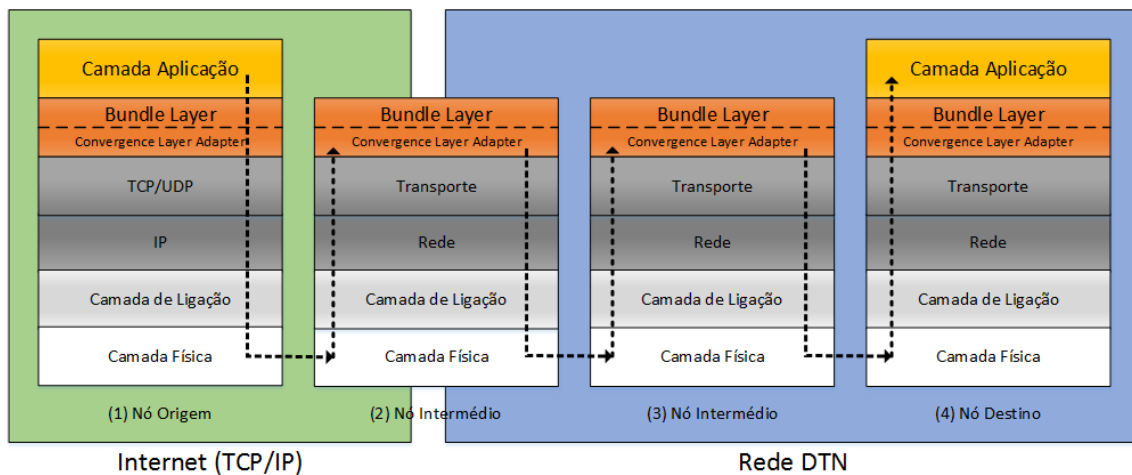 Camada Aplicação
Bundle Layer
Convergence Layer Adapter
TCP/UDP
IP
Camada de Ligação
Camada Física
(1) Nó Origem
Bundle Layer
Convergence Layer Adapter
Transporte
Rede
Camada de Ligação
Camada Física
(2) Nó Intermédio
Bundle Layer
Convergence Layer Adapter
Transporte
Rede
Camada de Ligação
Camada Física
(3) Nó Intermédio
Camada Aplicação
Bundle Layer
Convergence Layer Adapter
Transporte
Rede
Camada de Ligação
Camada Física
(4) Nó Destino
Internet (TCP/IP)
Rede DTN